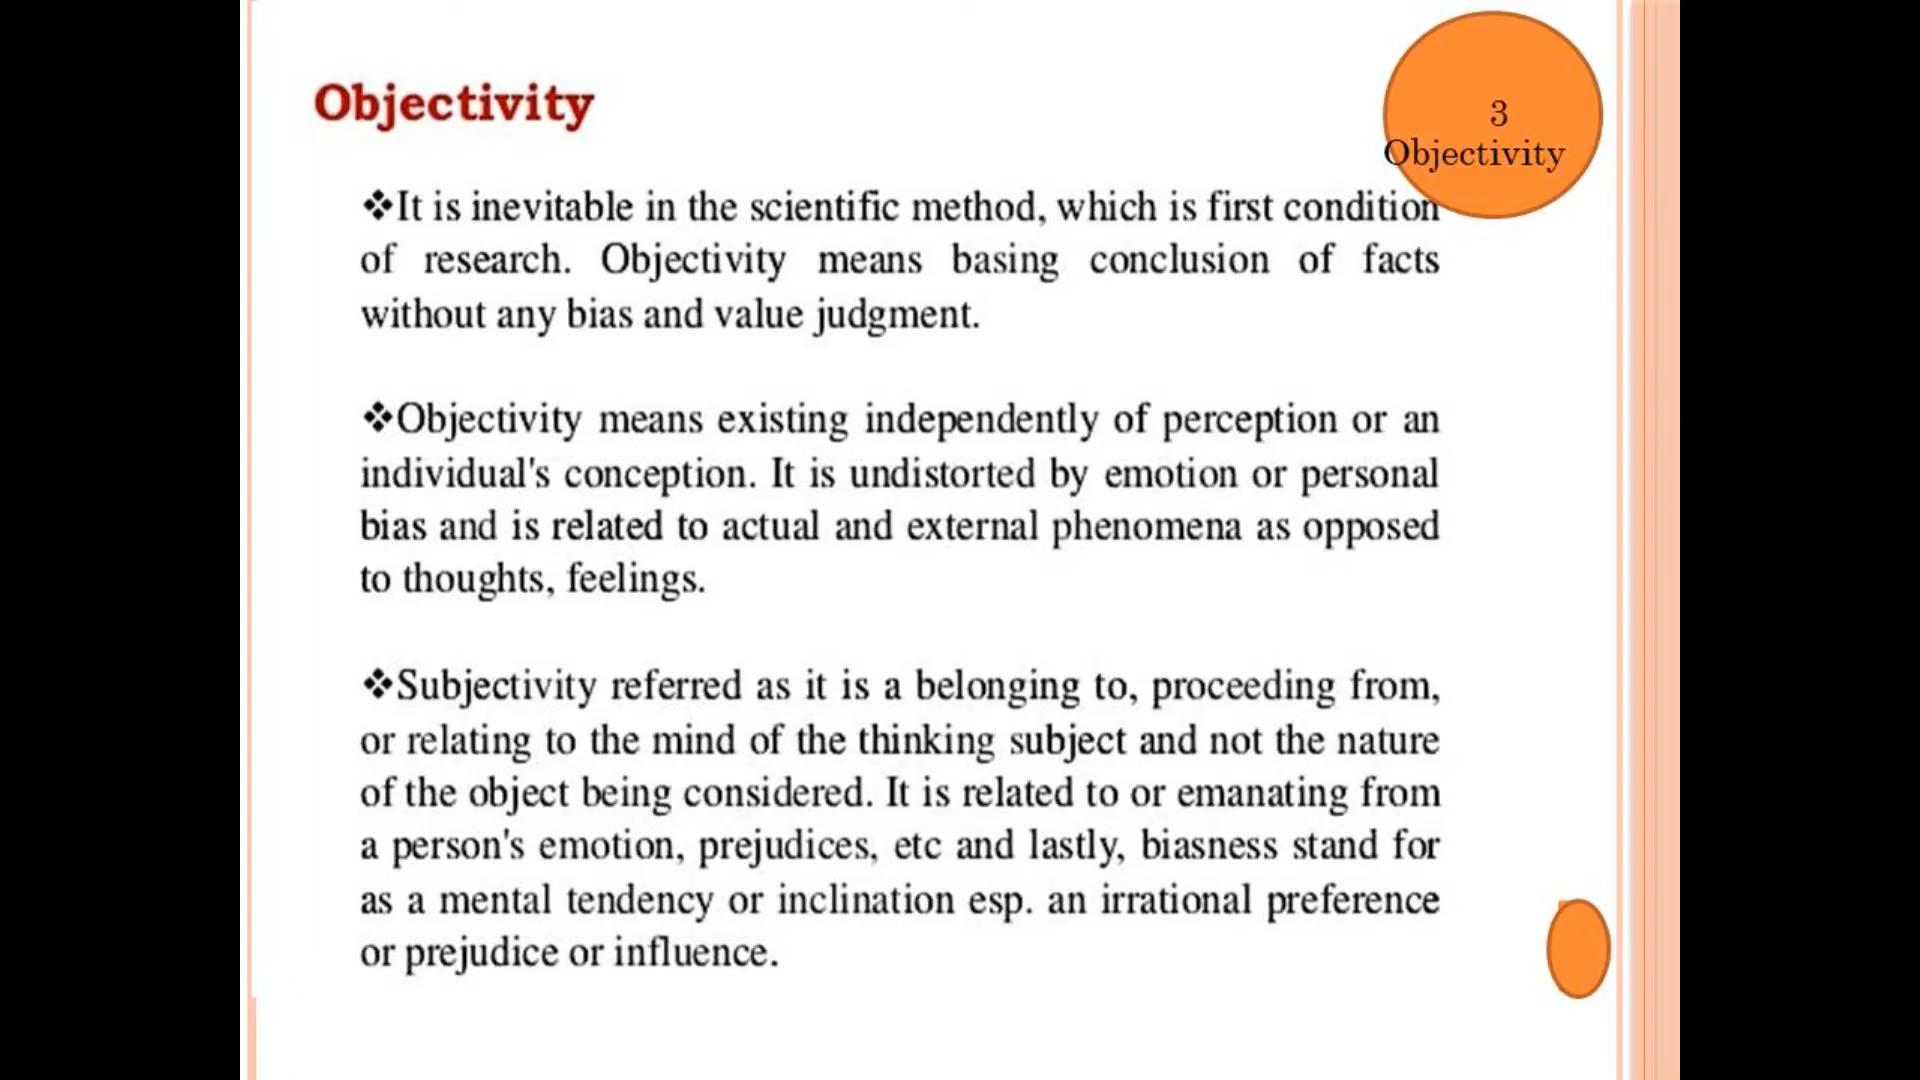 Objectivity
3
Objectivity
❖It is inevitable in the scientific method, which is first condition
of research. Objectivity means basing conclusion of facts
without any bias and value judgment.
❖Objectivity means existing independently of perception or an
individual's conception. It is undistorted by emotion or personal
bias and is related to actual and external phenomena as opposed
to thoughts, feelings.
❖Subjectivity referred as it is a belonging to, proceeding from,
or relating to the mind of the thinking subject and not the nature
of the object being considered. It is related to or emanating from
a person's emotion, prejudices, etc and lastly, biasness stand for
as a mental tendency or inclination esp. an irrational preference
or prejudice or influence.